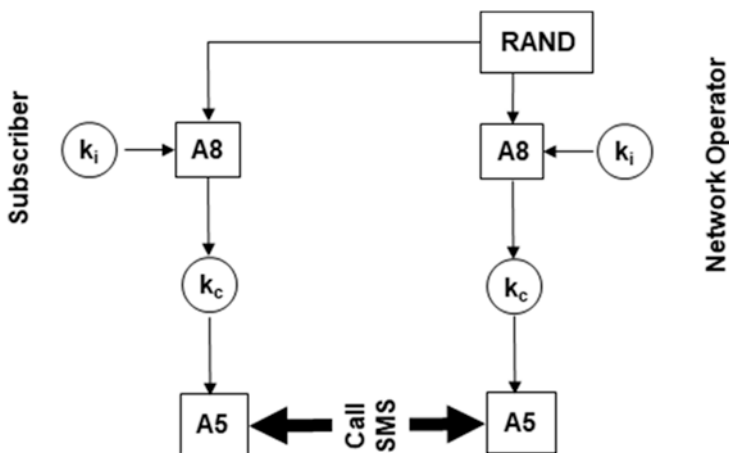 RAND
Subscriber
ki
A8
A8
ki
Network Operator
kc
kc
A5
Call
SMS
A5